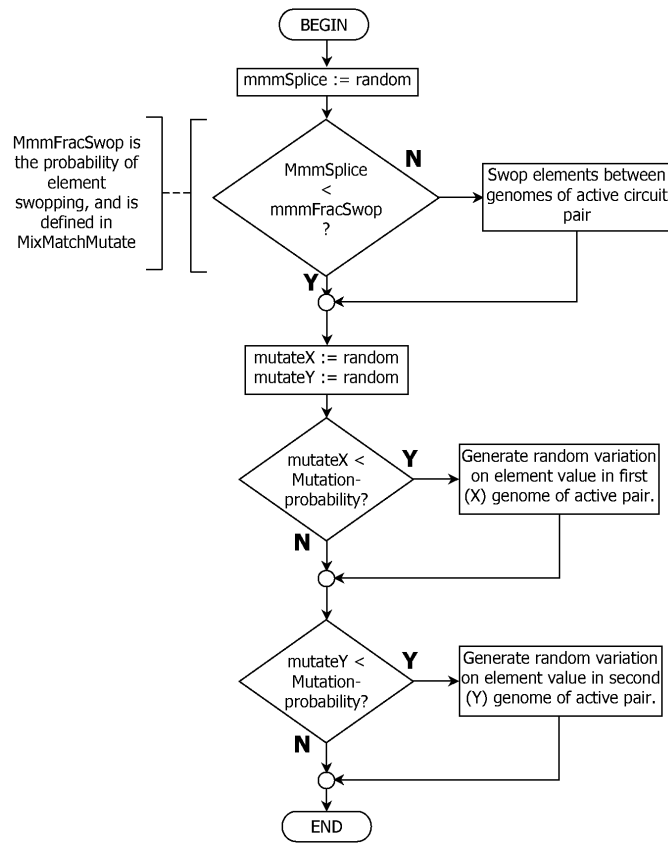 BEGIN
mmmSplice := random
MmmFracSwop is
the probability of
element
swopping, and is
defined in
MixMatchMutate
MmmSplice
<
mmmFracSwop
?
N
Swop elements between
genomes of active circuit
pair
Y
mutateX := random
mutateY := random
mutateX <
Mutation-
probability?
Y
Generate random variation
on element value in first
(X) genome of active pair.
N
mutateY <
Mutation-
probability?
Y
Generate random variation
on element value in second
(Y) genome of active pair.
N
END